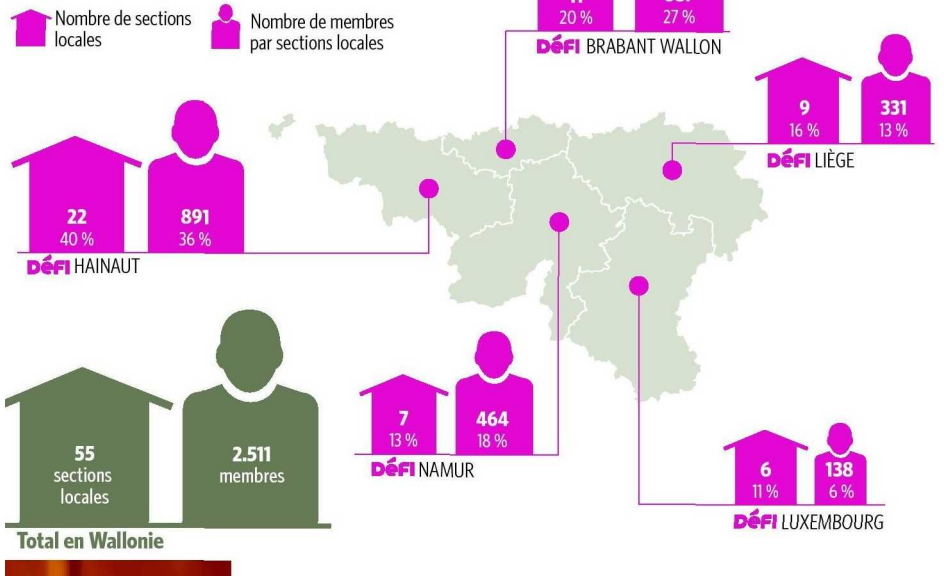 Nombre de sections
locales
Nombre de membres
par sections locales
20 % 27 %
DéFI BRABANT WALLON
9 331
16 % 13 %
DéFI LIÈGE
22 891
40 % 36 %
DéFI HAINAUT
7 464
13 % 18 %
DéFI NAMUR
6 138
11 % 6 %
DéFI LUXEMBOURG
55 2.511
sections membres
locales
Total en Wallonie